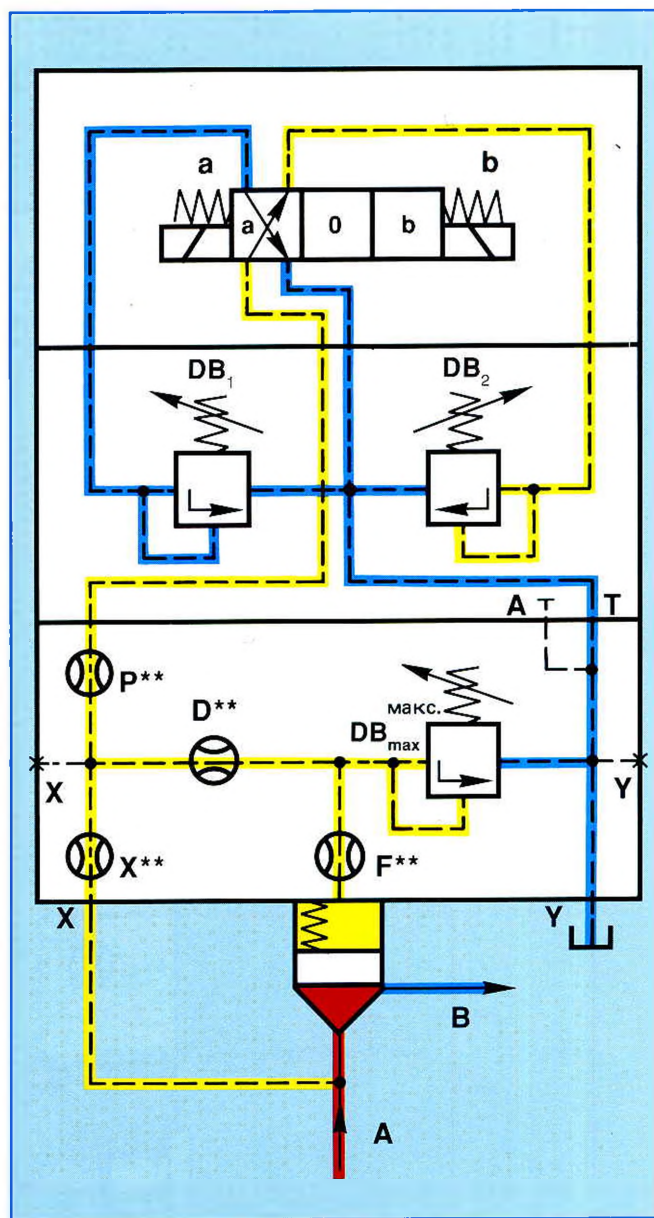 a b
a 0 b
DB1 DB2
A T
P**
D** макс.
DBmax
X Y
X** F**
X Y
B
A